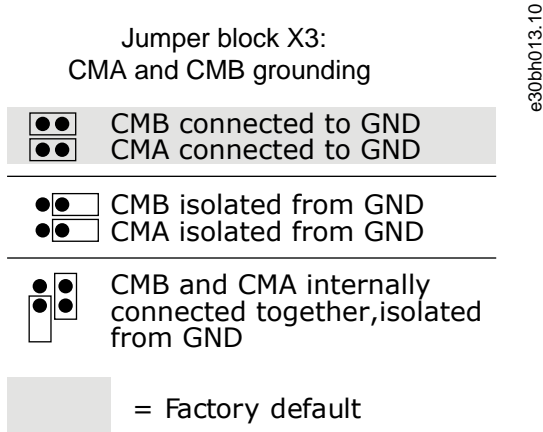 Jumper block X3:
CMA and CMB grounding
CMB connected to GND
CMA connected to GND
CMB isolated from GND
CMA isolated from GND
CMB and CMA internally
connected together,isolated
from GND
= Factory default
e30bh013.10